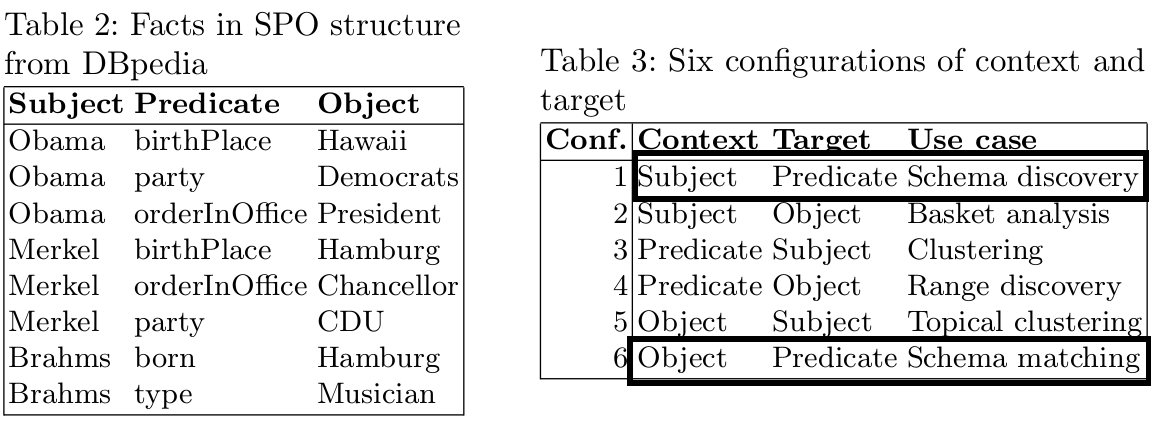 Table 2: Facts in SPO structure
from DBpedia
Subject Predicate Object
Obama birthPlace Hawaii
Obama party Democrats
Obama orderInOffice President
Merkel birthPlace Hamburg
Merkel orderInOffice Chancellor
Merkel party CDU
Brahms born Hamburg
Brahms type Musician
Table 3: Six configurations of context and
target
Conf. Context Target Use case
1 Subject Predicate Schema discovery
2 Subject Object Basket analysis
3 Predicate Subject Clustering
4 Predicate Object Range discovery
5 Object Subject Topical clustering
6 Object Predicate Schema matching